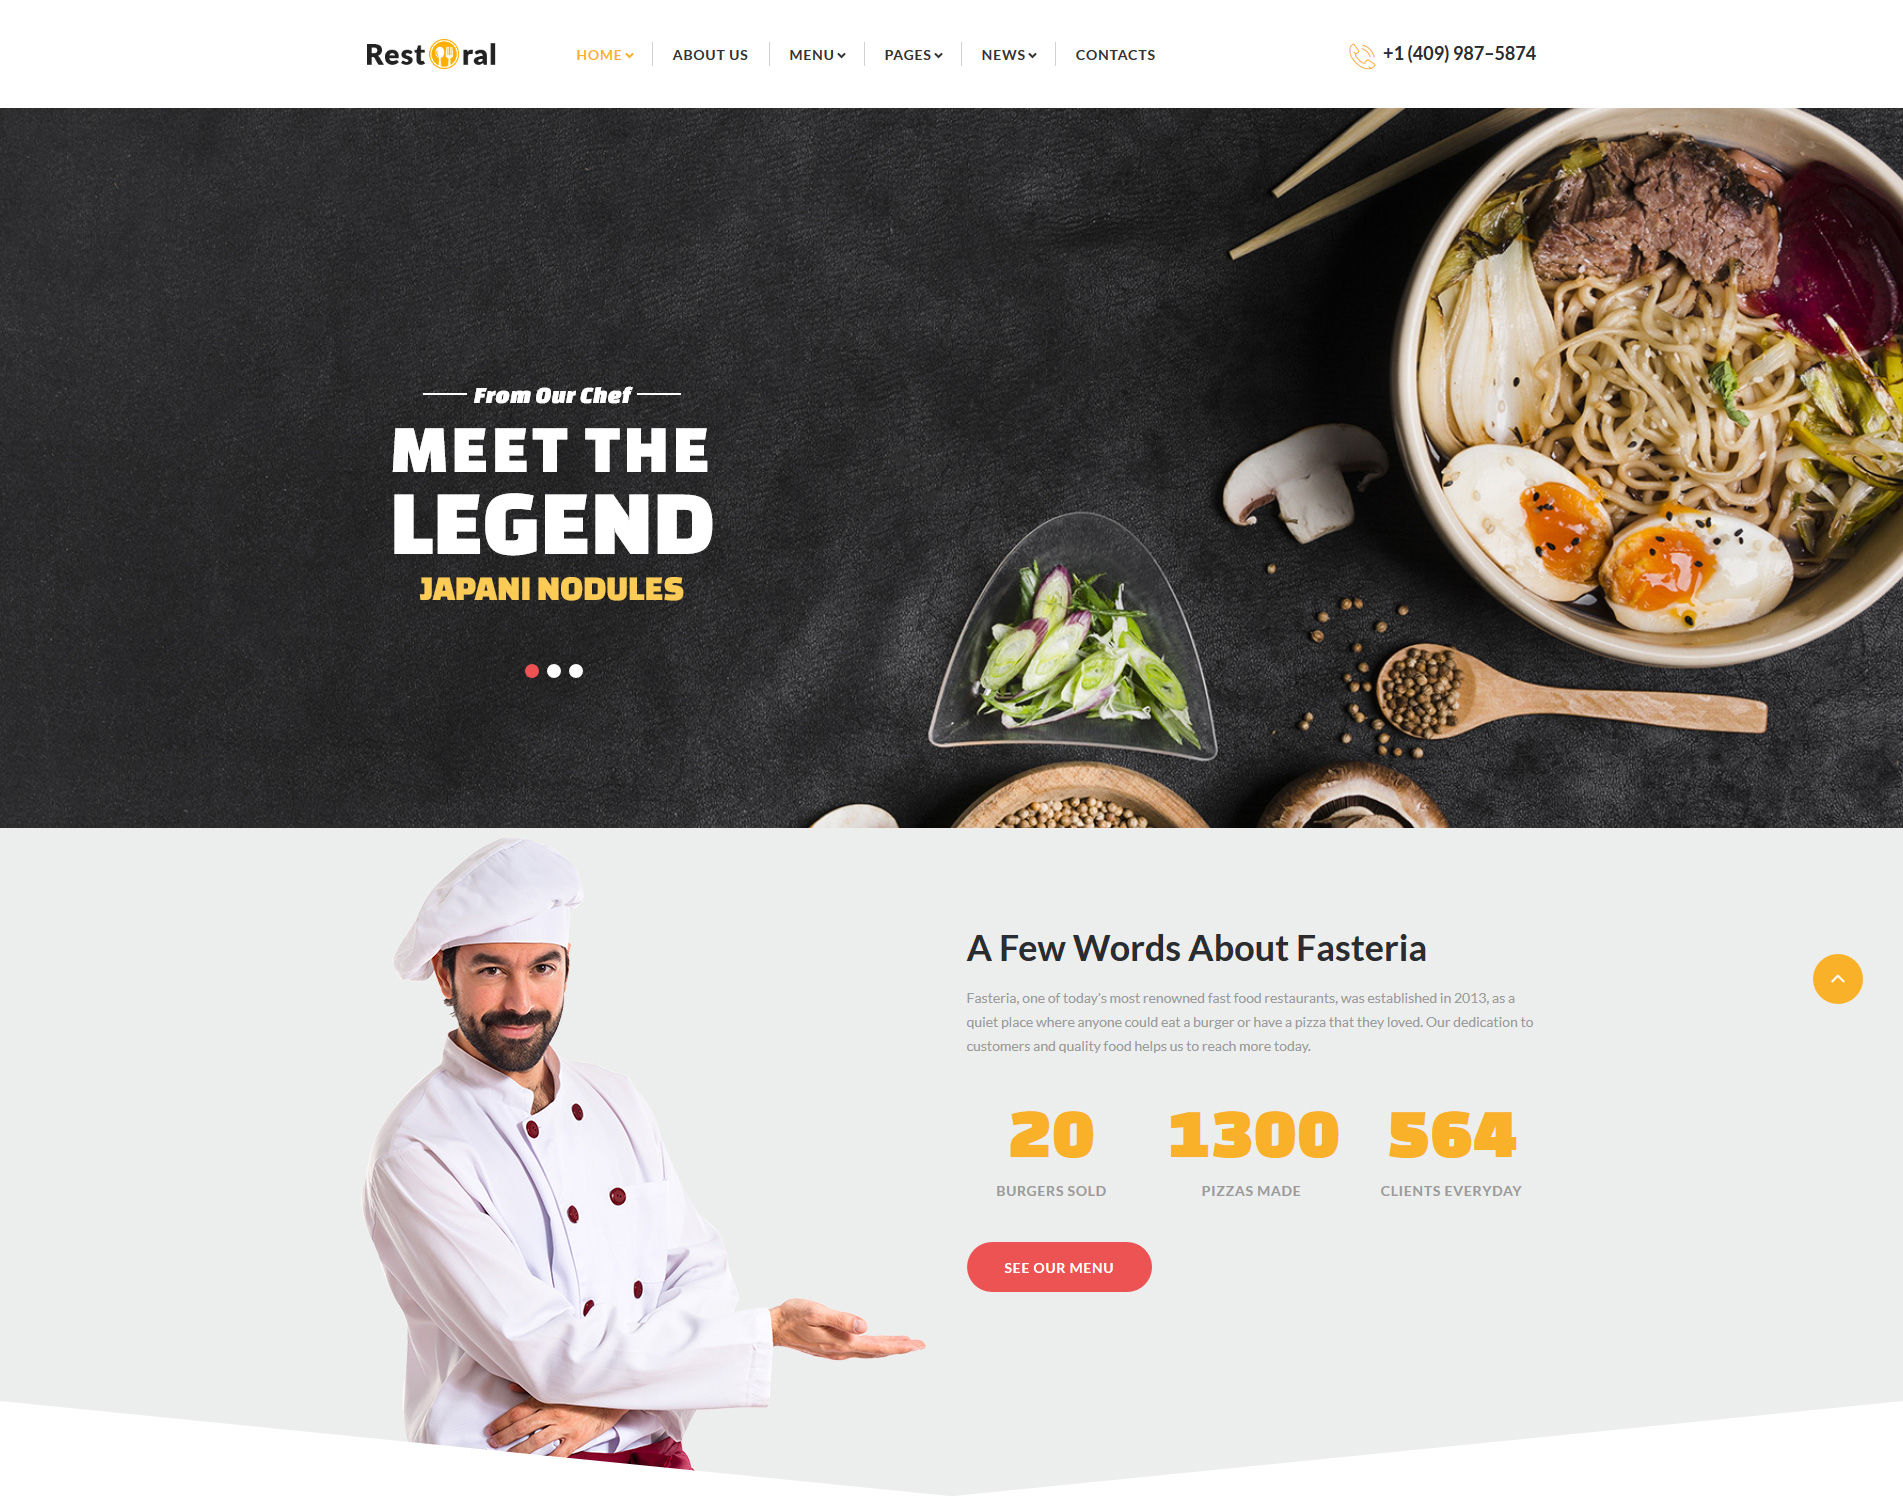 Rest ral
HOME
ABOUT US
MENU
PAGES
NEWS
CONTACTS
+1 (409) 987-5874
From Our Chef
MEET THE
LEGEND
JAPANI NODULES
A Few Words About Fasteria
Fasteria, one of today's most renowned fast food restaurants, was established in 2013, as a
quiet place where anyone could eat a burger or have a pizza that they loved. Our dedication to
customers and quality food helps us to reach more today.
20
1300
564
BURGERS SOLD
PIZZAS MADE
CLIENTS EVERYDAY
SEE OUR MENU